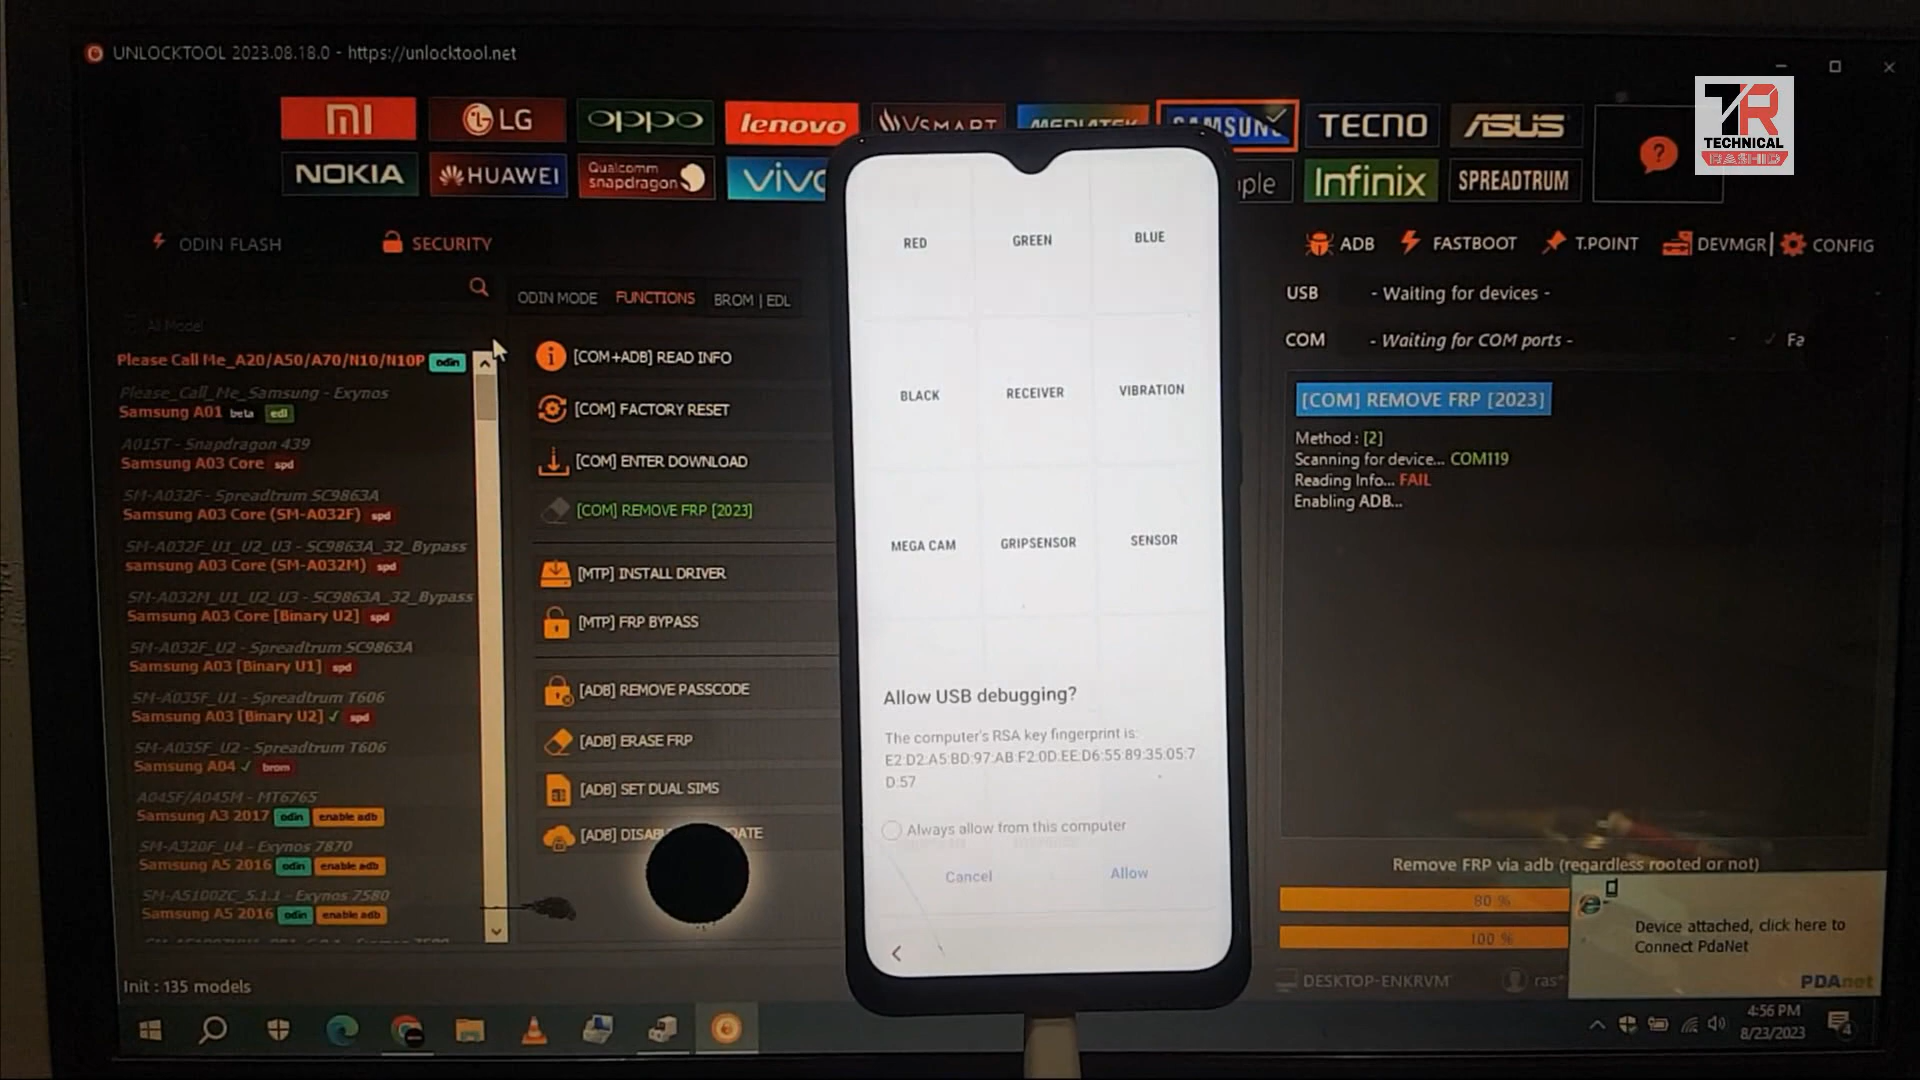 UNLOCKTOOL 2023.08.18.0 - https://unlocktool.net
LG
oppo
lenovo
VSMART
MEDIATEK
SAMSUNG
TECNO
ASUS
TR
TECHNICAL
RASHID
NOKIA
HUAWEI
Qualcomm
snapdragon
Infinix
SPREADTRUM
ODIN FLASH
SECURITY
ADB
FASTBOOT
T.POINT
DEVMGR
CONFIG
ODIN MODE
FUNCTIONS
BROM | EDL
USB
- Waiting for devices -
COM
- Waiting for COM ports -
All Model
Please Call Me_A20/A50/A70/N10/N10P odin
Please_Call_Me_Samsung - Exynos
Samsung A01 beta edl
A015T - Snapdragon 439
Samsung A03 Core spd
SM-A032F - Spreadtrum SC9863A
Samsung A03 Core (SM-A032F) spd
SM-A032F_U1_U2_U3 - SC9863A_32_Bypass
samsung A03 Core (SM-A032M) spd
SM-A032M_U1_U2_U3 - SC9863A_32_Bypass
Samsung A03 Core [Binary U2] spd
SM-A032F_U2 - Spreadtrum SC9863A
Samsung A03 [Binary U1] spd
SM-A035F_U1 - Spreadtrum T606
Samsung A03 [Binary U2] ✓ spd
SM-A035F_U2 - Spreadtrum T606
Samsung A04 ✓ brom
A045F/A045M - MT6765
Samsung A3 2017 odin enable adb
SM-A320F_U4 - Exynos 7870
Samsung A5 2016 odin enable adb
SM-A5100ZC_5.1.1 - Exynos 7580
Samsung A5 2016 odin enable adb
Init : 135 models
[COM+ADB] READ INFO
[COM] FACTORY RESET
[COM] ENTER DOWNLOAD
[COM] REMOVE FRP [2023]
[MTP] INSTALL DRIVER
[MTP] FRP BYPASS
[ADB] REMOVE PASSCODE
[ADB] ERASE FRP
[ADB] SET DUAL SIMS
RED
GREEN
BLUE
BLACK
RECEIVER
VIBRATION
MEGA CAM
GRIPSENSOR
SENSOR
Allow USB debugging?
The computer's RSA key fingerprint is:
E2:D2:A5:BD:97:AB:F2:0D:EE:D6:55:89:35:05:7
D:57
Always allow from this computer
Cancel
Allow
[COM] REMOVE FRP [2023]
Method : [2]
Scanning for device... COM119
Reading Info... FAIL
Enabling ADB...
Remove FRP via adb (regardless rooted or not)
80 %
100 %
Device attached, click here to
Connect PdaNet
PDAnet
DESKTOP-ENKRVM
ras*
4:56 PM
8/23/2023